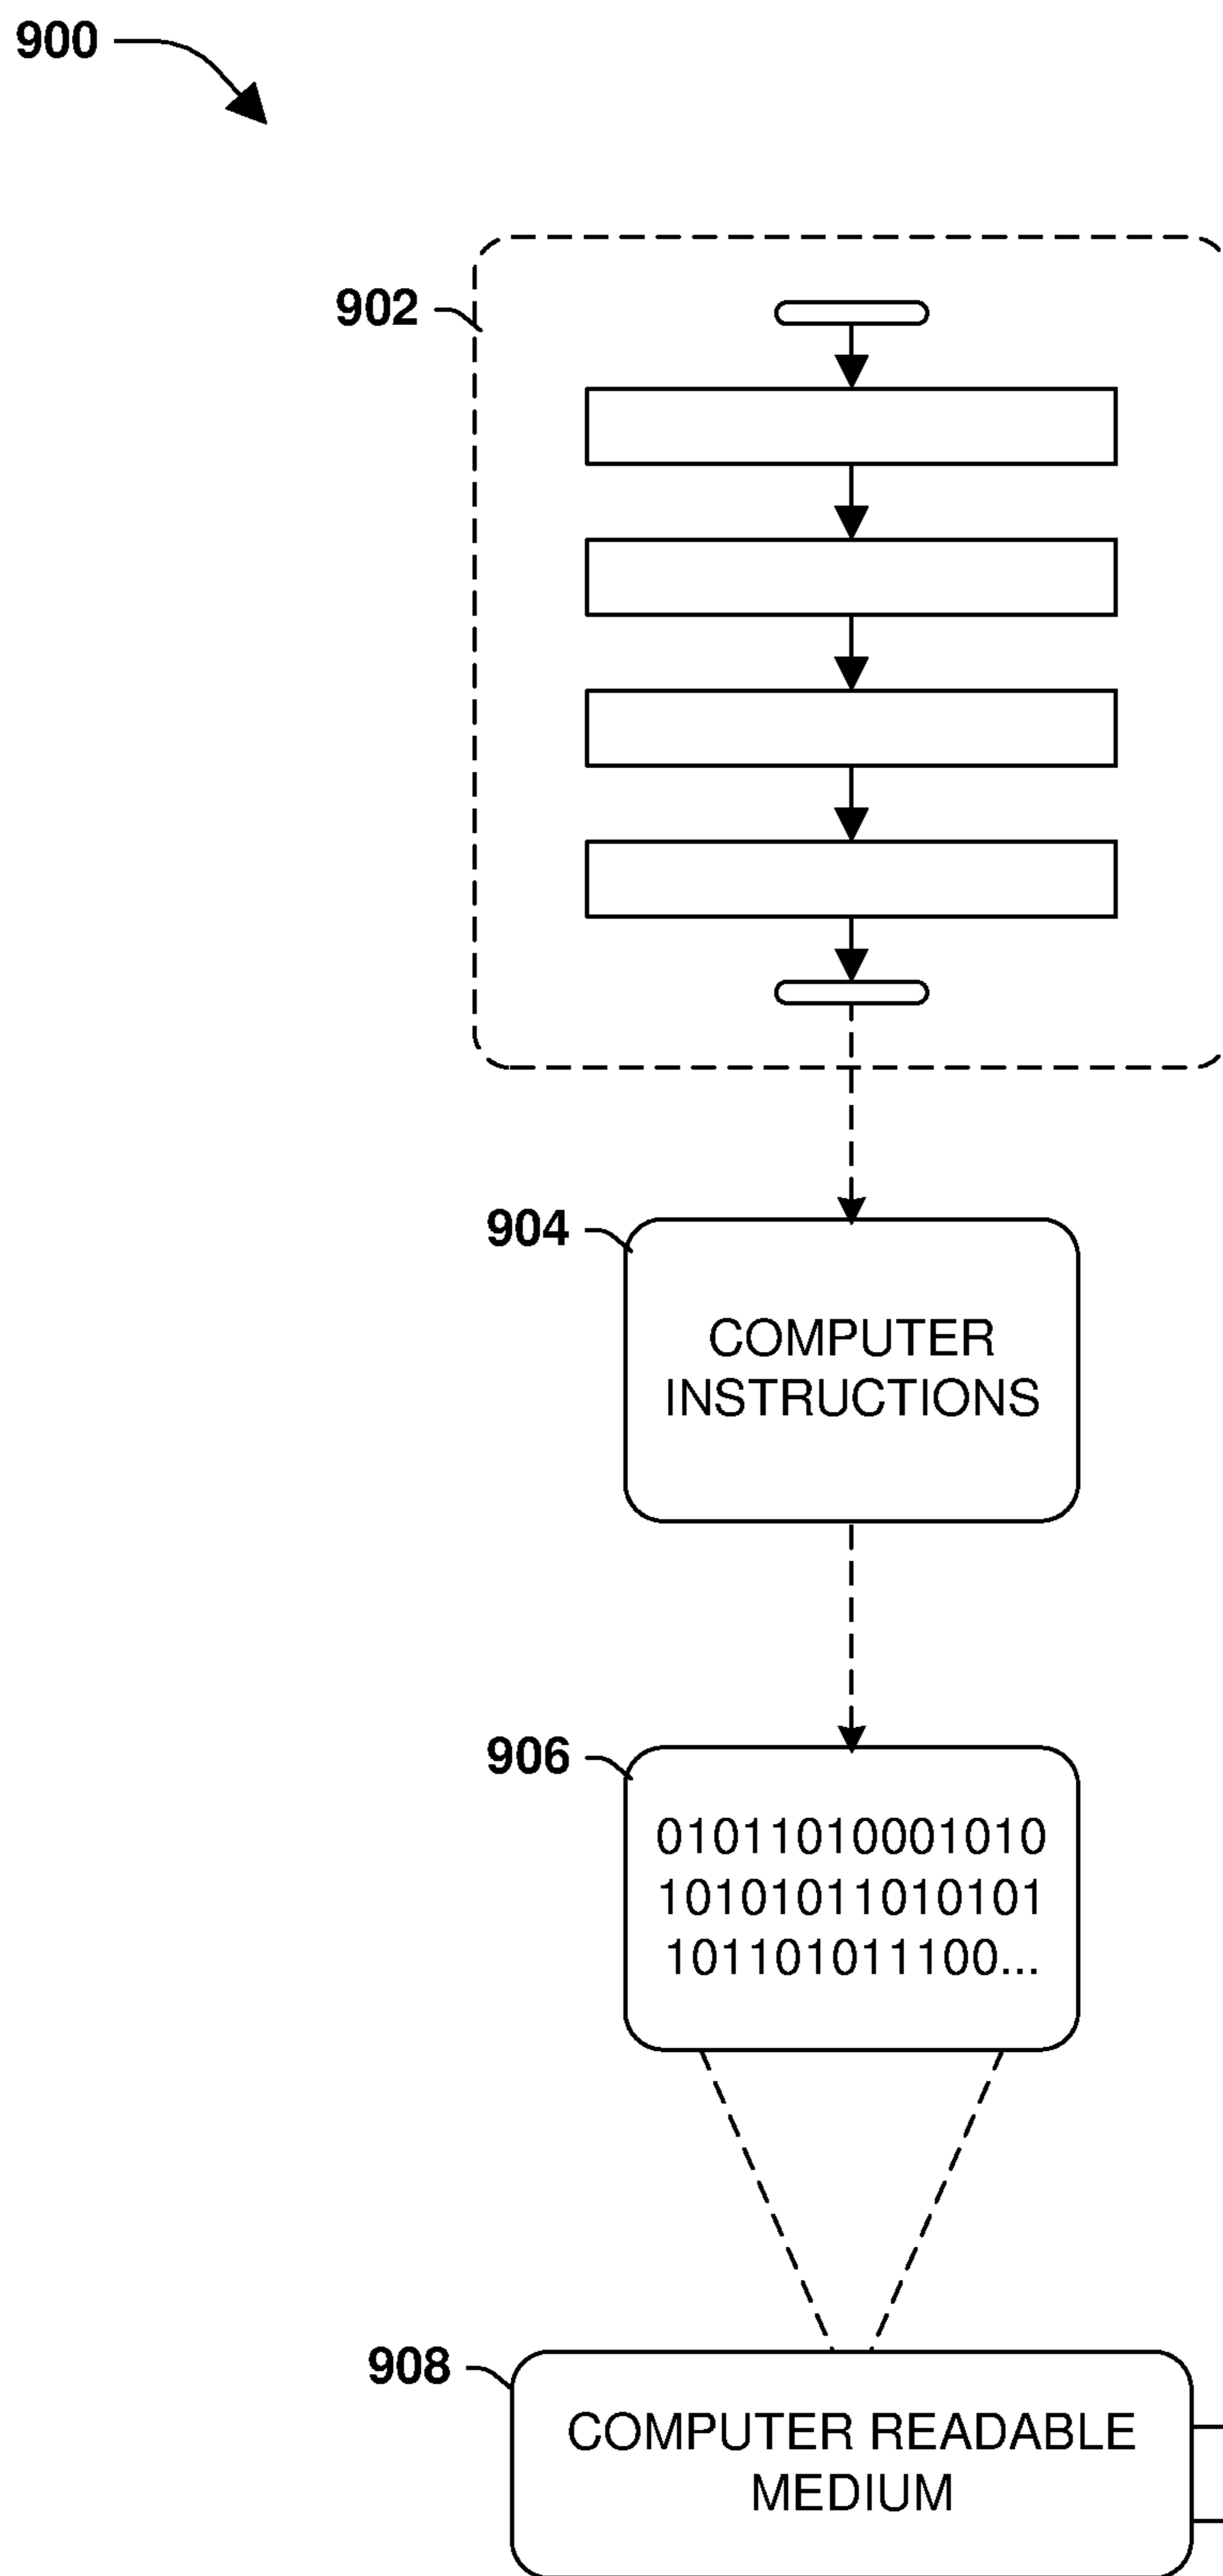 900
902
904
COMPUTER
INSTRUCTIONS
906
01011010001010
10101011010101
101101011100...
908
COMPUTER READABLE
MEDIUM